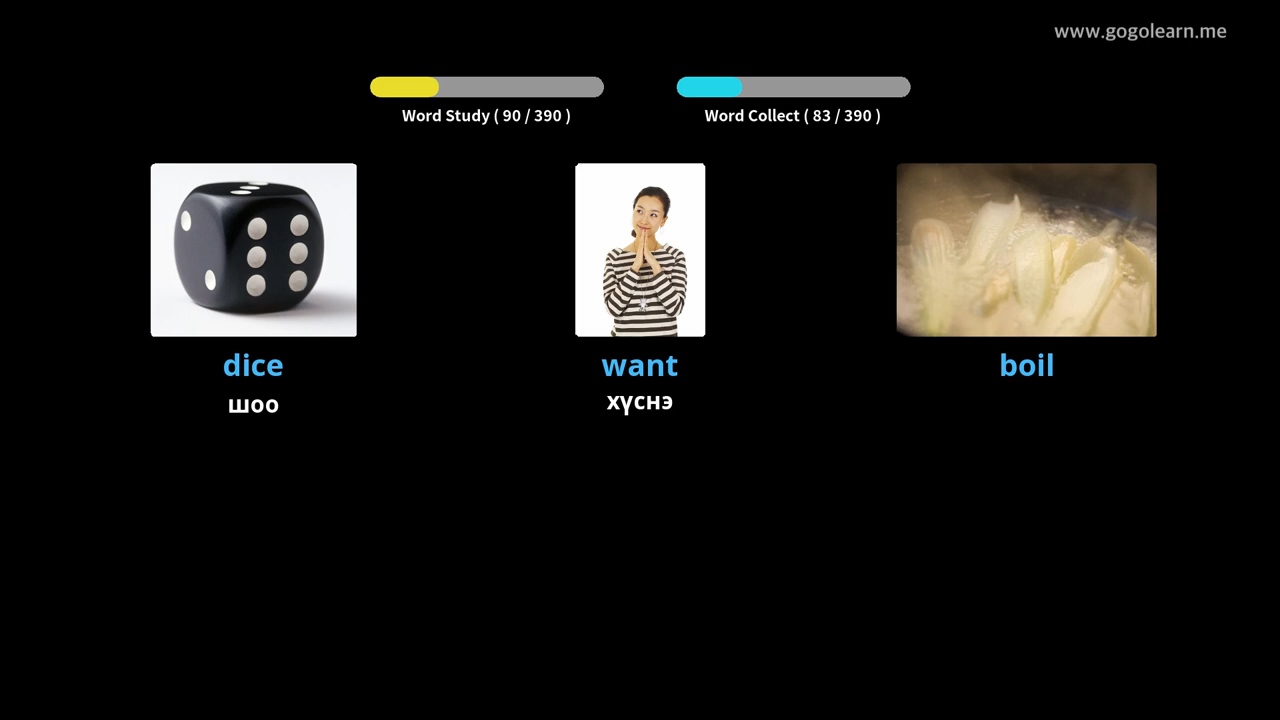 www.gogolearn.me
Word Study ( 90 / 390 )
Word Collect ( 83 / 390 )
dice
want
boil
шоо
хүснэ